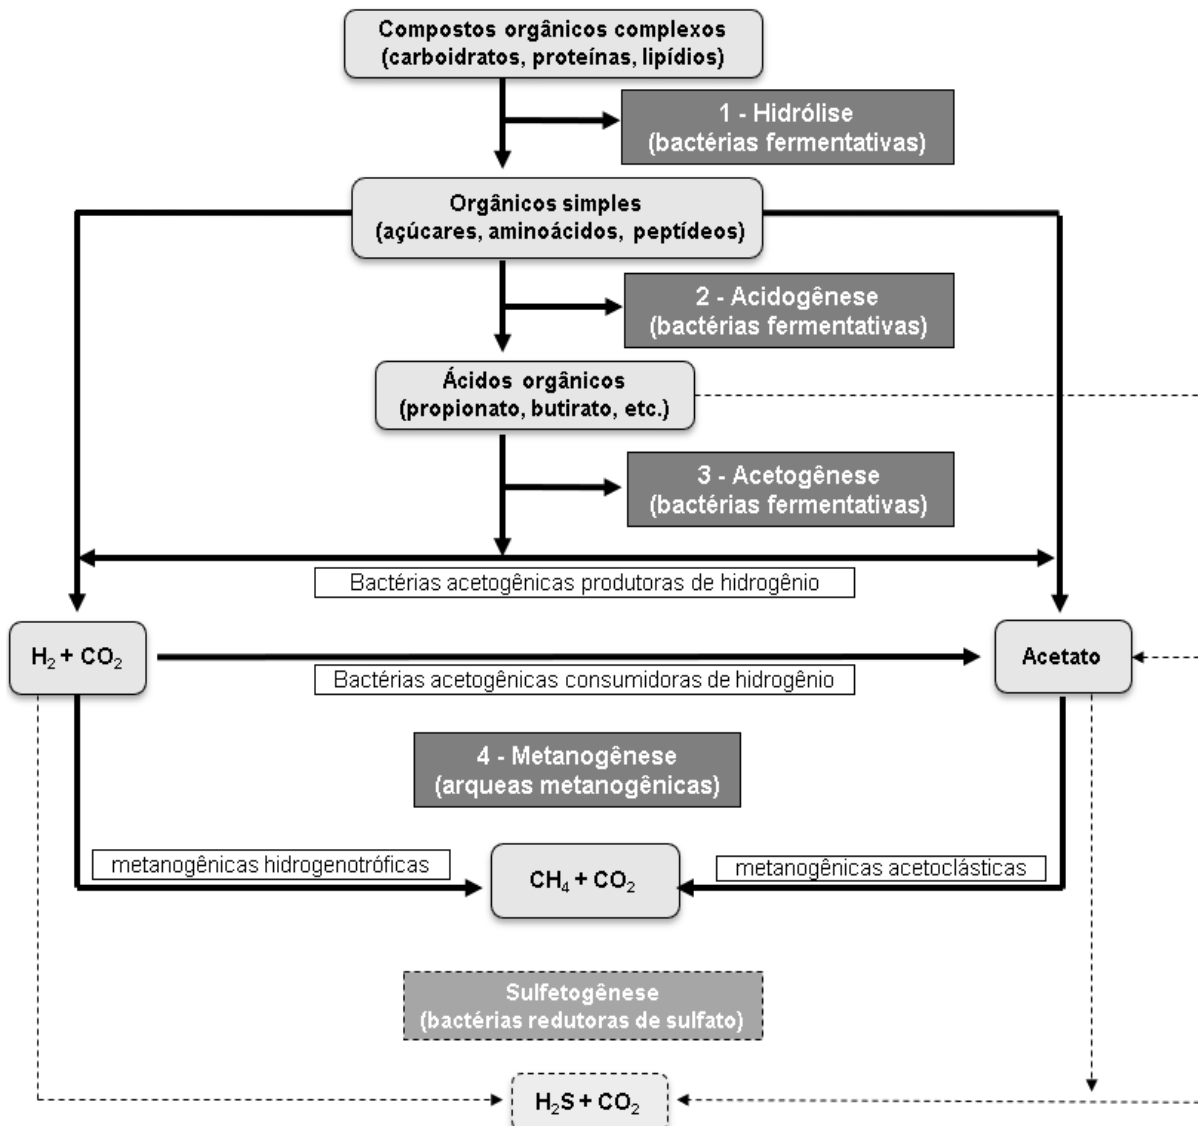 Compostos orgânicos complexos
(carboidratos, proteínas, lipídios)
1 - Hidrólise
(bactérias fermentativas)
Orgânicos simples
(açúcares, aminoácidos, peptídeos)
2 - Acidogênese
(bactérias fermentativas)
Ácidos orgânicos
(propionato, butirato, etc.)
3 - Acetogênese
(bactérias fermentativas)
Bactérias acetogênicas produtoras de hidrogênio
H₂ + CO₂
Acetato
Bactérias acetogênicas consumidoras de hidrogênio
4 - Metanogênese
(arqueas metanogênicas)
metanogênicas hidrogenotróficas
CH₄ + CO₂
metanogênicas acetoclásticas
Sulfetogênese
(bactérias redutoras de sulfato)
H₂S + CO₂